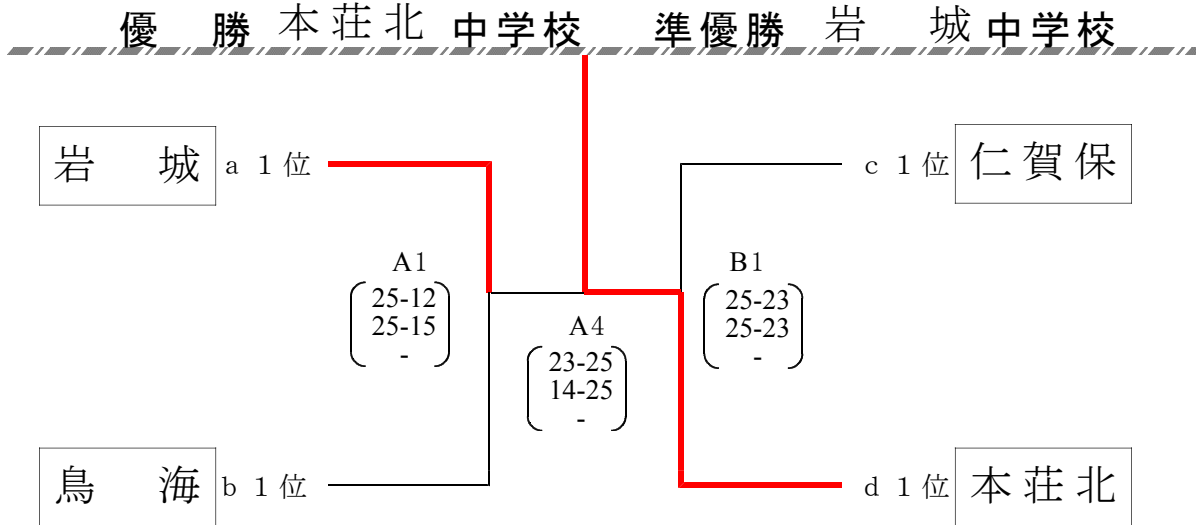 優　勝 本荘北 中学校　準優勝 岩　城 中学校
岩　城 a 1位
c 1位 仁賀保
A1
25-12
25-15
-
B1
25-23
25-23
-
A4
23-25
14-25
-
鳥　海 b 1位
d 1位 本荘北